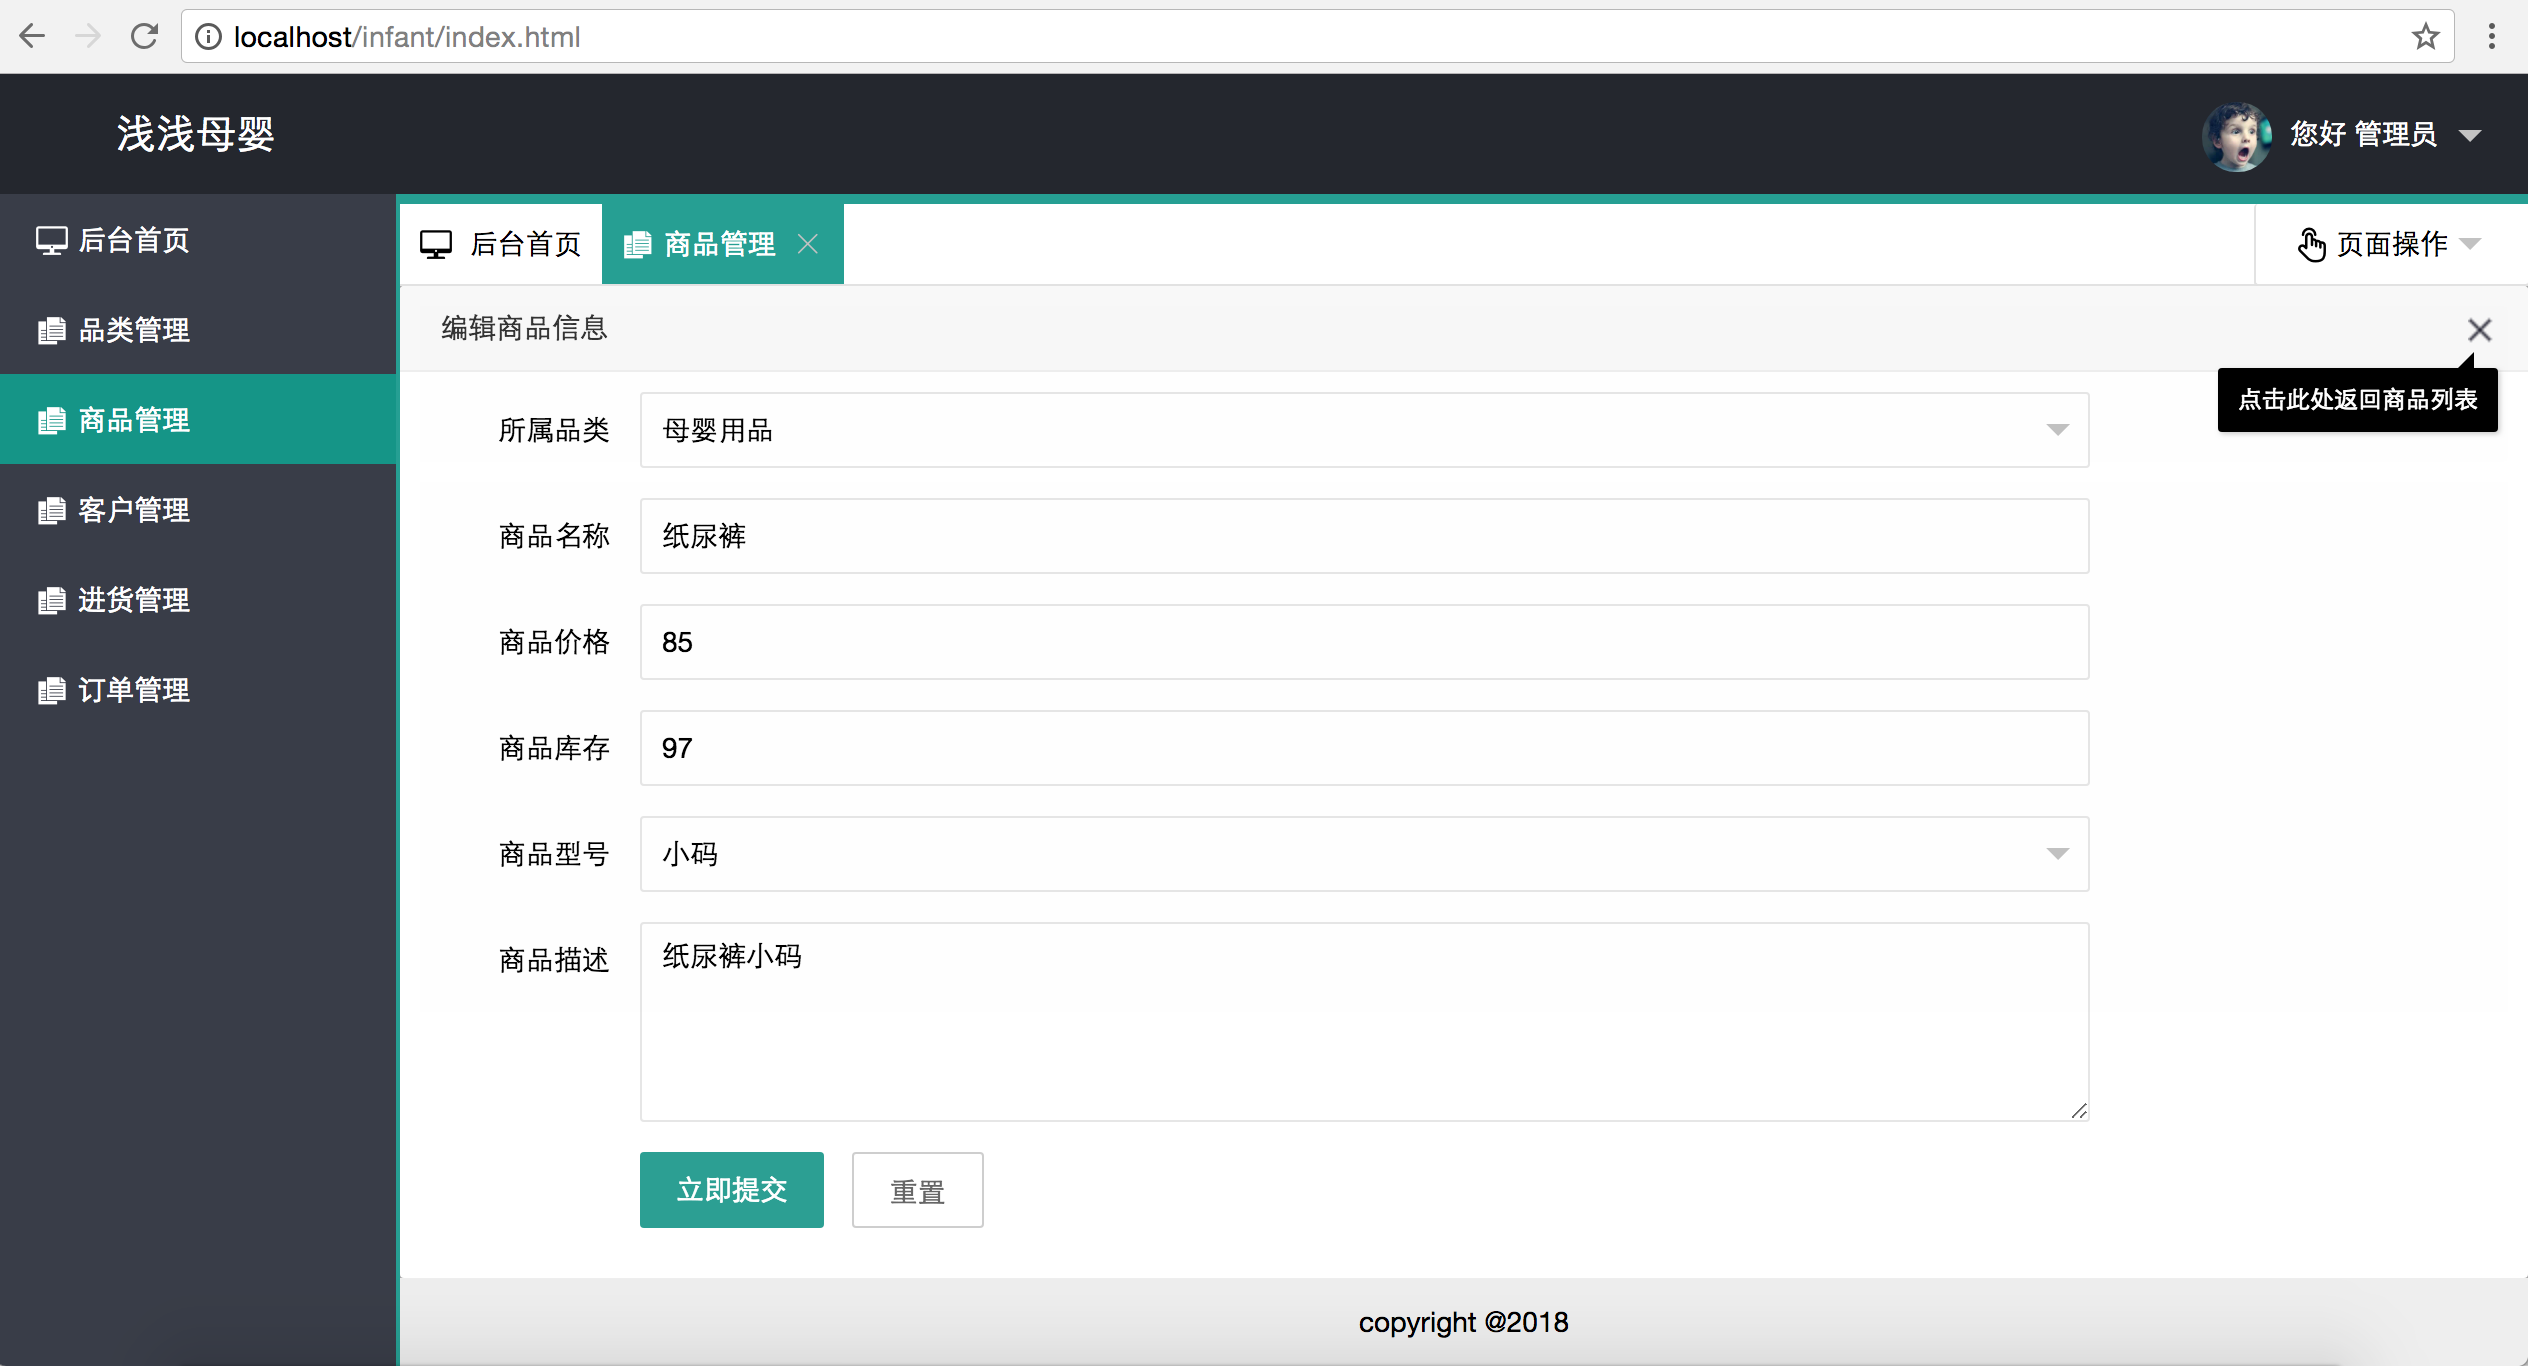 localhost/infant/index.html
浅浅母婴
您好 管理员
后台首页
品类管理
商品管理
客户管理
进货管理
订单管理
后台首页
商品管理
页面操作
编辑商品信息
点击此处返回商品列表
所属品类
母婴用品
商品名称
纸尿裤
商品价格
85
商品库存
97
商品型号
小码
商品描述
纸尿裤小码
立即提交
重置
copyright @2018